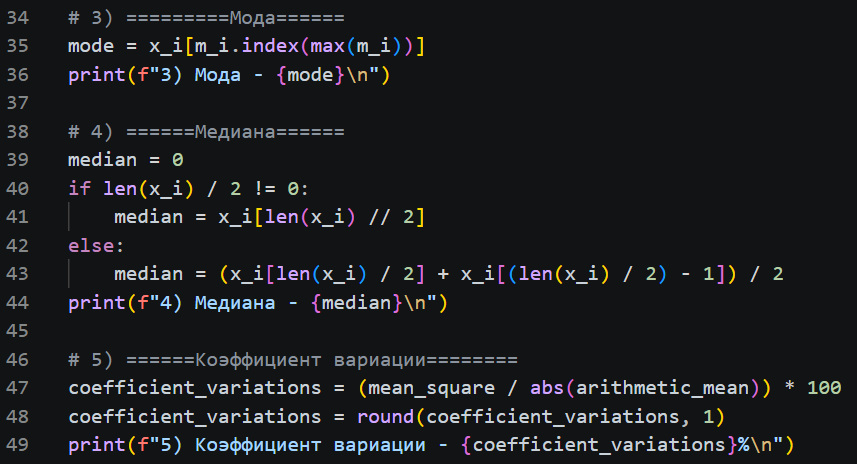 34 # 3) =========Мода======
35 mode = x_i[m_i.index(max(m_i))]
36 print(f"3) Мода - {mode}\n")
37
38 # 4) ======Медиана======
39 median = 0
40 if len(x_i) / 2 != 0:
41     median = x_i[len(x_i) // 2]
42 else:
43     median = (x_i[len(x_i) / 2] + x_i[(len(x_i) / 2) - 1]) / 2
44 print(f"4) Медиана - {median}\n")
45
46 # 5) ======Коэффициент вариации========
47 coefficient_variations = (mean_square / abs(arithmetic_mean)) * 100
48 coefficient_variations = round(coefficient_variations, 1)
49 print(f"5) Коэффициент вариации - {coefficient_variations}%\n")